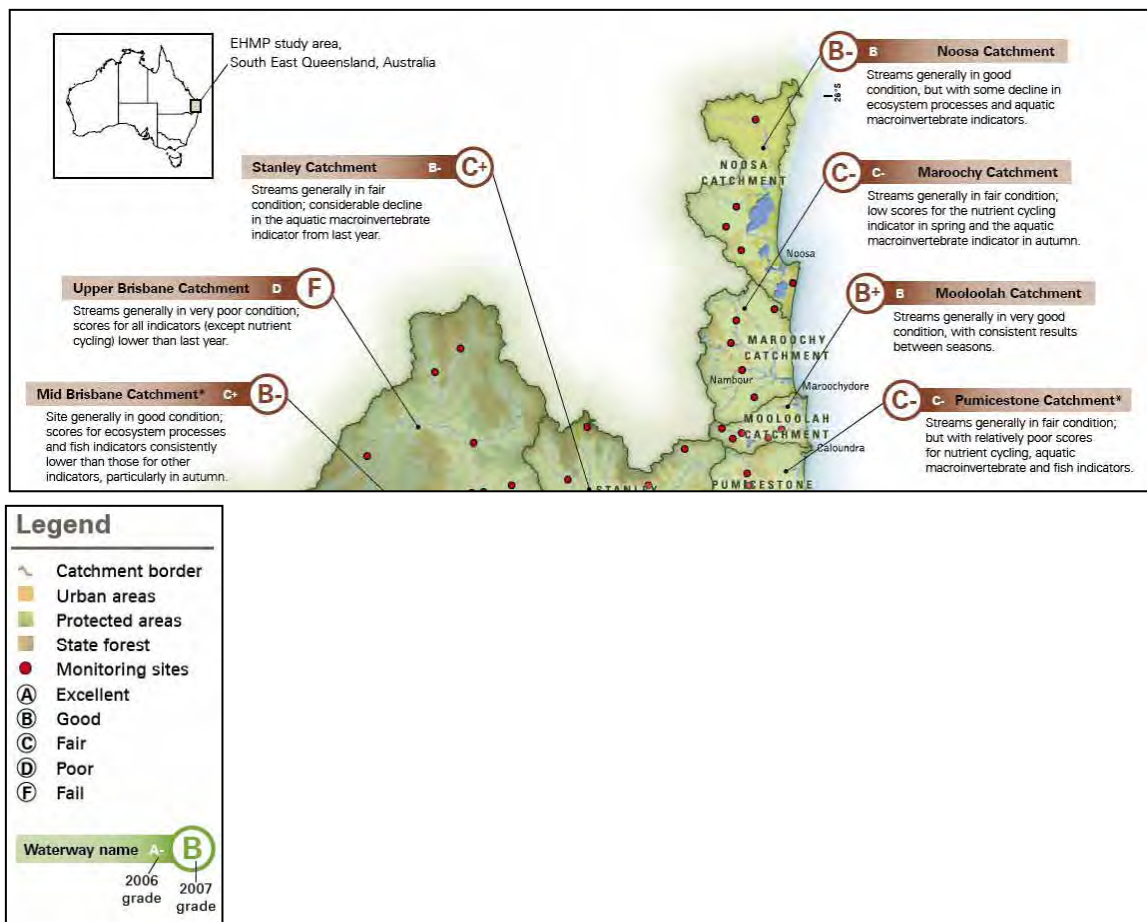 EHMP study area,
South East Queensland, Australia
B- B Noosa Catchment
Streams generally in good
condition, but with some decline in
ecosystem processes and aquatic
macroinvertebrate indicators.
26°S
Stanley Catchment B- C+
Streams generally in fair
condition; considerable decline
in the aquatic macroinvertebrate
indicator from last year.
C- C- Maroochy Catchment
Streams generally in fair condition;
low scores for the nutrient cycling
indicator in spring and the aquatic
macroinvertebrate indicator in autumn.
Upper Brisbane Catchment D F
Streams generally in very poor condition;
scores for all indicators (except nutrient
cycling) lower than last year.
B+ B Mooloolah Catchment
Streams generally in very good
condition, with consistent results
between seasons.
Mid Brisbane Catchment* C+ B-
Site generally in good condition;
scores for ecosystem processes
and fish indicators consistently
lower than those for other
indicators, particularly in autumn.
C- C- Pumicestone Catchment*
Streams generally in fair condition;
but with relatively poor scores
for nutrient cycling, aquatic
macroinvertebrate and fish indicators.
NOOSA
CATCHMENT
Noosa
MAROOCHY
CATCHMENT
Nambour
Maroochydore
MOOLOOLAH
CATCHMENT
Caloundra
STANLEY
PUMICESTONE
Legend
Catchment border
Urban areas
Protected areas
State forest
Monitoring sites
A Excellent
B Good
C Fair
D Poor
F Fail
Waterway name A- B
2006
grade
2007
grade